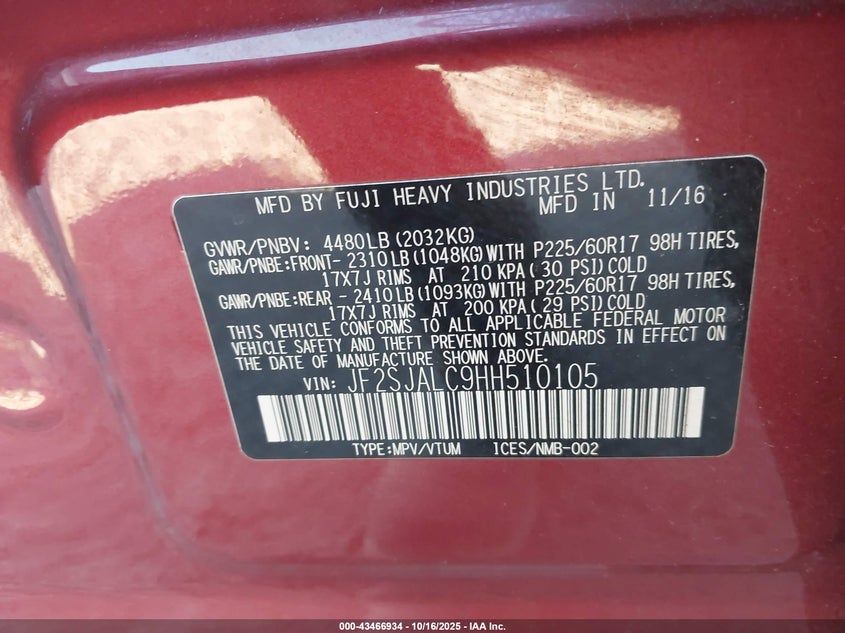 MFD BY FUJI HEAVY INDUSTRIES LTD.
MFD IN 11/16
GVWR/PNBV: 4480LB(2032KG)
GAWR/PNBE:FRONT- 2310LB(1048KG)WITH P225/60R17 98H TIRES,
17X7J RIMS AT 210 KPA( 30 PSI)COLD
GAWR/PNBE:REAR - 2410LB(1093KG)WITH P225/60R17 98H TIRES,
17X7J RIMS AT 200 KPA( 29 PSI)COLD
THIS VEHICLE CONFORMS TO ALL APPLICABLE FEDERAL MOTOR
VEHICLE SAFETY AND THEFT PREVENTION STANDARDS IN EFFECT ON
THE DATE OF MANUFACTURE SHOWN ABOVE.
VIN: JF2SJALC9HH510105
TYPE:MPV/VTUM ICES/NMB-002
000-43466934 - 10/16/2025 - IAA Inc.